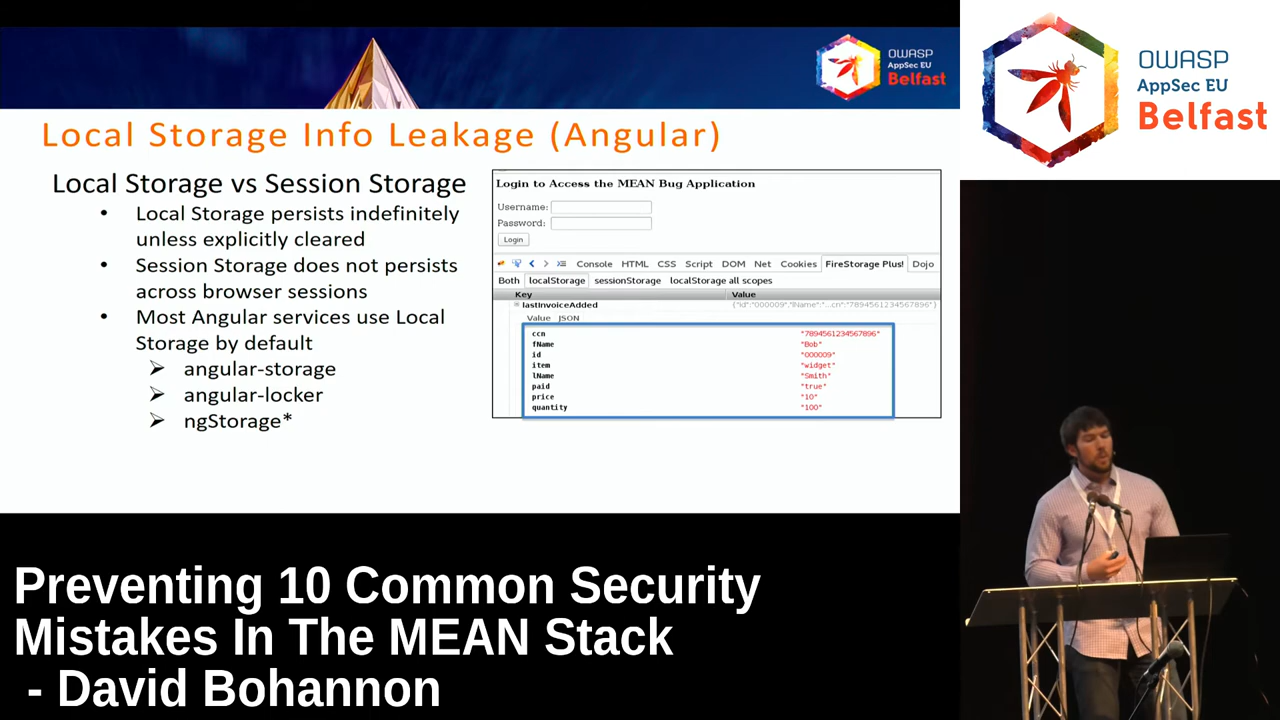 OWASP
AppSec EU
Belfast
Local Storage Info Leakage (Angular)
Local Storage vs Session Storage
• Local Storage persists indefinitely
unless explicitly cleared
• Session Storage does not persists
across browser sessions
• Most Angular services use Local
Storage by default
➢ angular-storage
➢ angular-locker
➢ ngStorage*
Login to Access the MEAN Bug Application
Username:
Password:
Login
Console HTML CSS Script DOM Net Cookies FireStorage Plus! Dojo
Both localStorage sessionStorage localStorage all scopes
Key Value
lastInvoiceAdded {"id":"000009","lName":"...cn":"7894561234567896"}
Value JSON
ccn "7894561234567896"
fName "Bob"
id "000009"
item "widget"
lName "Smith"
paid "true"
price "10"
quantity "100"
OWASP
AppSec EU
Belfast
Preventing 10 Common Security
Mistakes In The MEAN Stack
- David Bohannon